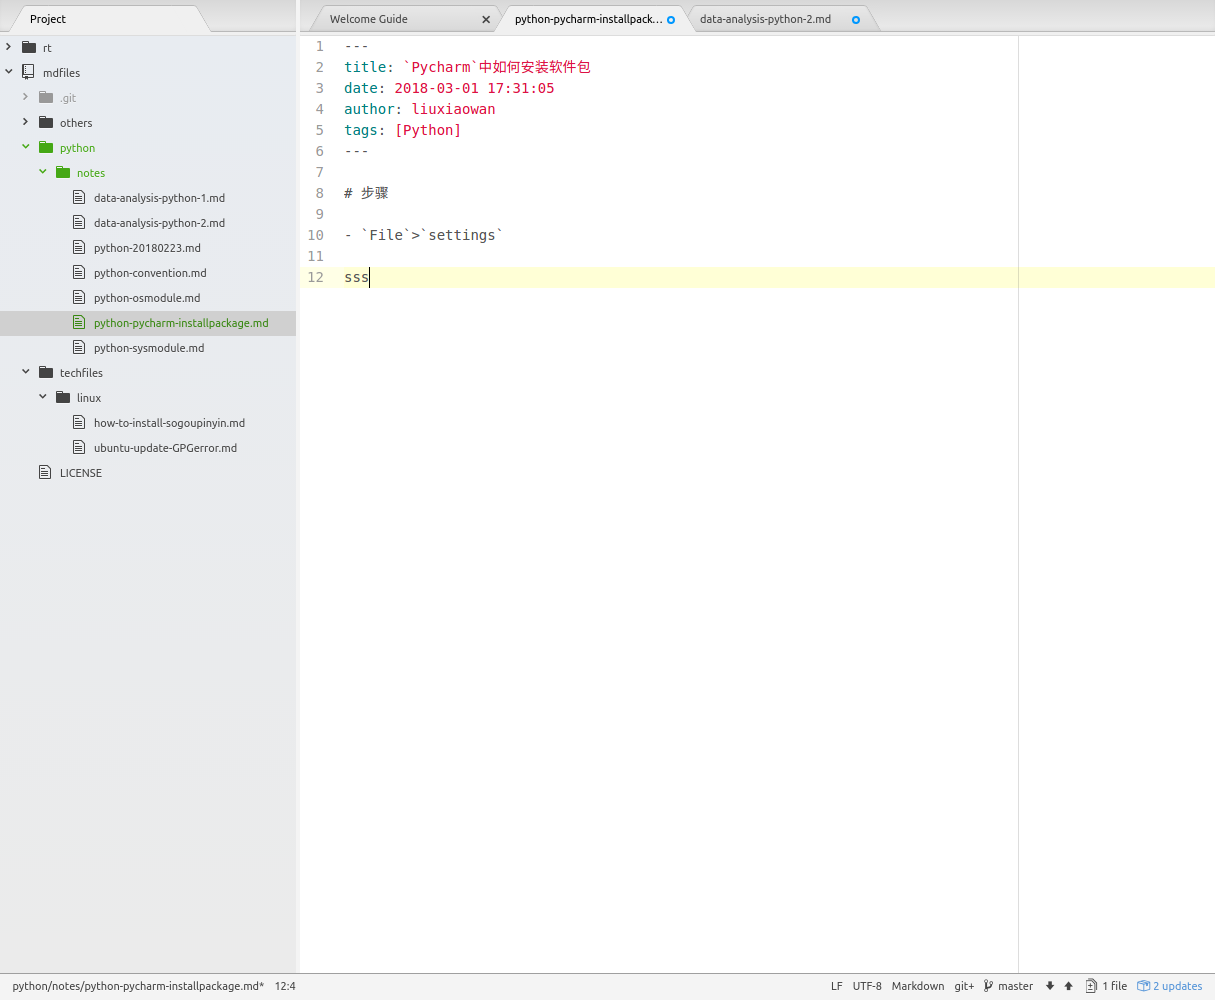 Project
Welcome Guide
python-pycharm-installpack...
data-analysis-python-2.md
rt
mdfiles
.git
others
python
notes
data-analysis-python-1.md
data-analysis-python-2.md
python-20180223.md
python-convention.md
python-osmodule.md
python-pycharm-installpackage.md
python-sysmodule.md
techfiles
linux
how-to-install-sogoupinyin.md
ubuntu-update-GPGerror.md
LICENSE
1 ---
2 title: `Pycharm`中如何安装软件包
3 date: 2018-03-01 17:31:05
4 author: liuxiaowan
5 tags: [Python]
6 ---
7
8 # 步骤
9
10 - `File`>`settings`
11
12 sss
python/notes/python-pycharm-installpackage.md* 12:4
LF UTF-8 Markdown git+ master 1 file 2 updates